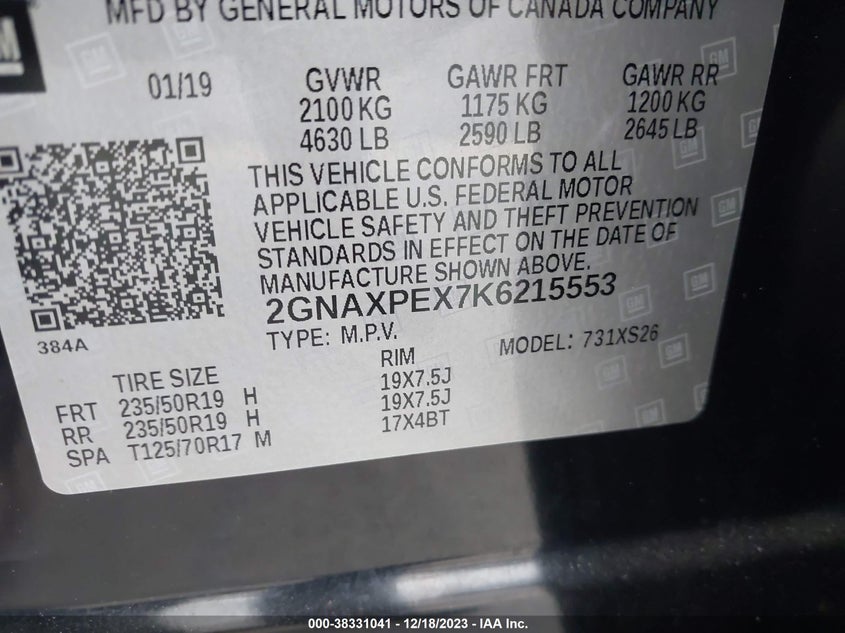 MFD BY GENERAL MOTORS OF CANADA COMPANY
GM
01/19 GVWR GAWR FRT GAWR RR
2100 KG 1175 KG 1200 KG
4630 LB 2590 LB 2645 LB
THIS VEHICLE CONFORMS TO ALL
APPLICABLE U.S. FEDERAL MOTOR
VEHICLE SAFETY AND THEFT PREVENTION
STANDARDS IN EFFECT ON THE DATE OF
MANUFACTURE SHOWN ABOVE.
2GNAXPEX7K6215553
384A TYPE: M.P.V. MODEL: 731XS26
TIRE SIZE RIM
FRT 235/50R19 H 19X7.5J
RR 235/50R19 H 19X7.5J
SPA T125/70R17 M 17X4BT
000-38331041 - 12/18/2023 - IAA Inc.